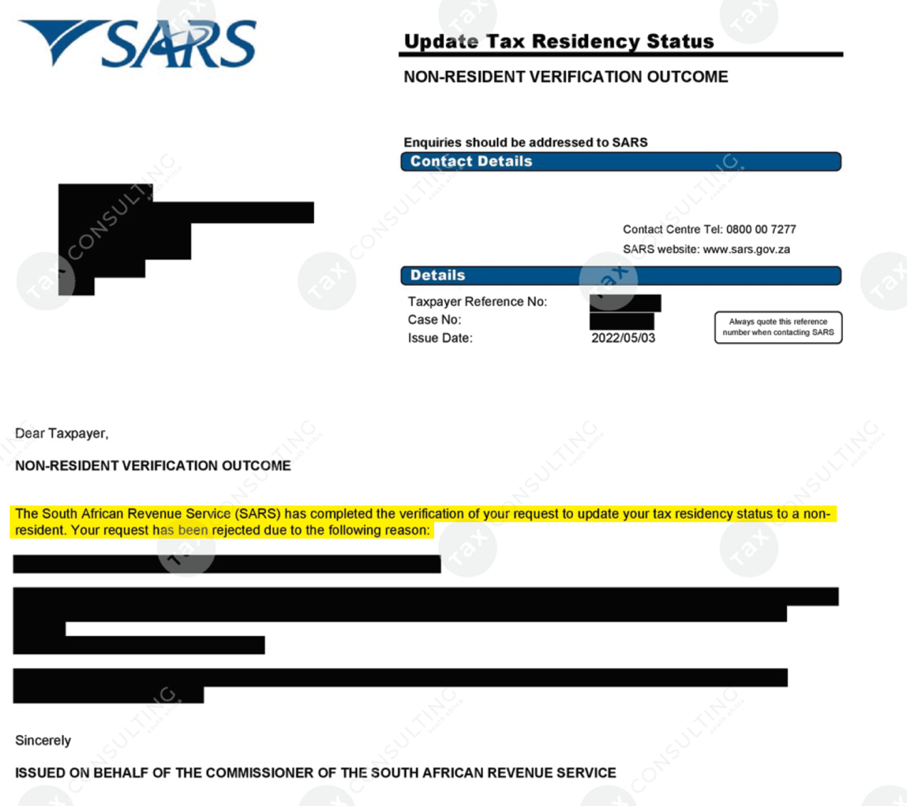 SARS
Update Tax Residency Status
NON-RESIDENT VERIFICATION OUTCOME
Enquiries should be addressed to SARS
Contact Details
Contact Centre Tel: 0800 00 7277
SARS website: www.sars.gov.za
Details
Taxpayer Reference No:
Case No:
Issue Date: 2022/05/03
Always quote this reference
number when contacting SARS
Dear Taxpayer,
NON-RESIDENT VERIFICATION OUTCOME
The South African Revenue Service (SARS) has completed the verification of your request to update your tax residency status to a non-
resident. Your request has been rejected due to the following reason:
Sincerely
ISSUED ON BEHALF OF THE COMMISSIONER OF THE SOUTH AFRICAN REVENUE SERVICE
Tax CONSULTING